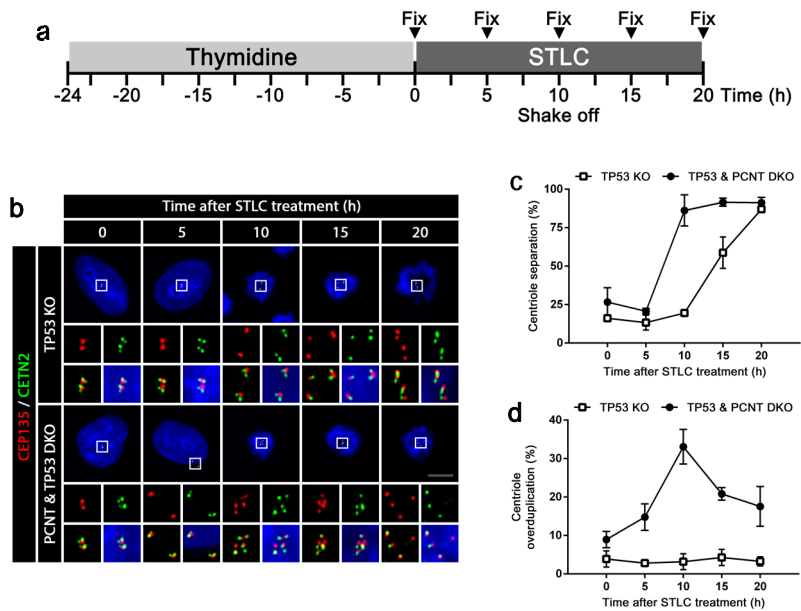 a
Fix Fix Fix Fix Fix
Thymidine STLC
-24 -20 -15 -10 -5 0 5 10 15 20 Time (h)
Shake off
b
Time after STLC treatment (h)
0 5 10 15 20
CEP135 / CETN2
TP53 KO
PCNT & TP53 DKO
c
TP53 KO TP53 & PCNT DKO
Centriole separation (%)
100
75
50
25
0
0 5 10 15 20
Time after STLC treatment (h)
d
TP53 KO TP53 & PCNT DKO
Centriole
overduplication (%)
40
30
20
10
0
0 5 10 15 20
Time after STLC treatment (h)